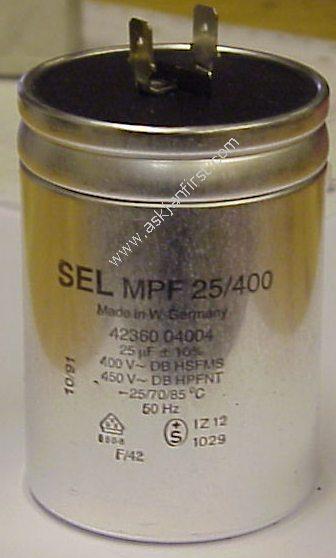 www.askjanfirst.com
SEL MPF 25/400
Made in W. Germany
42360 04004
25 µF ± 10%
400 V~ DB HSFMS
450 V~ DB HPFNT
-25/70/85 °C
50 Hz
10/91
F/42
S
IZ 12
1029